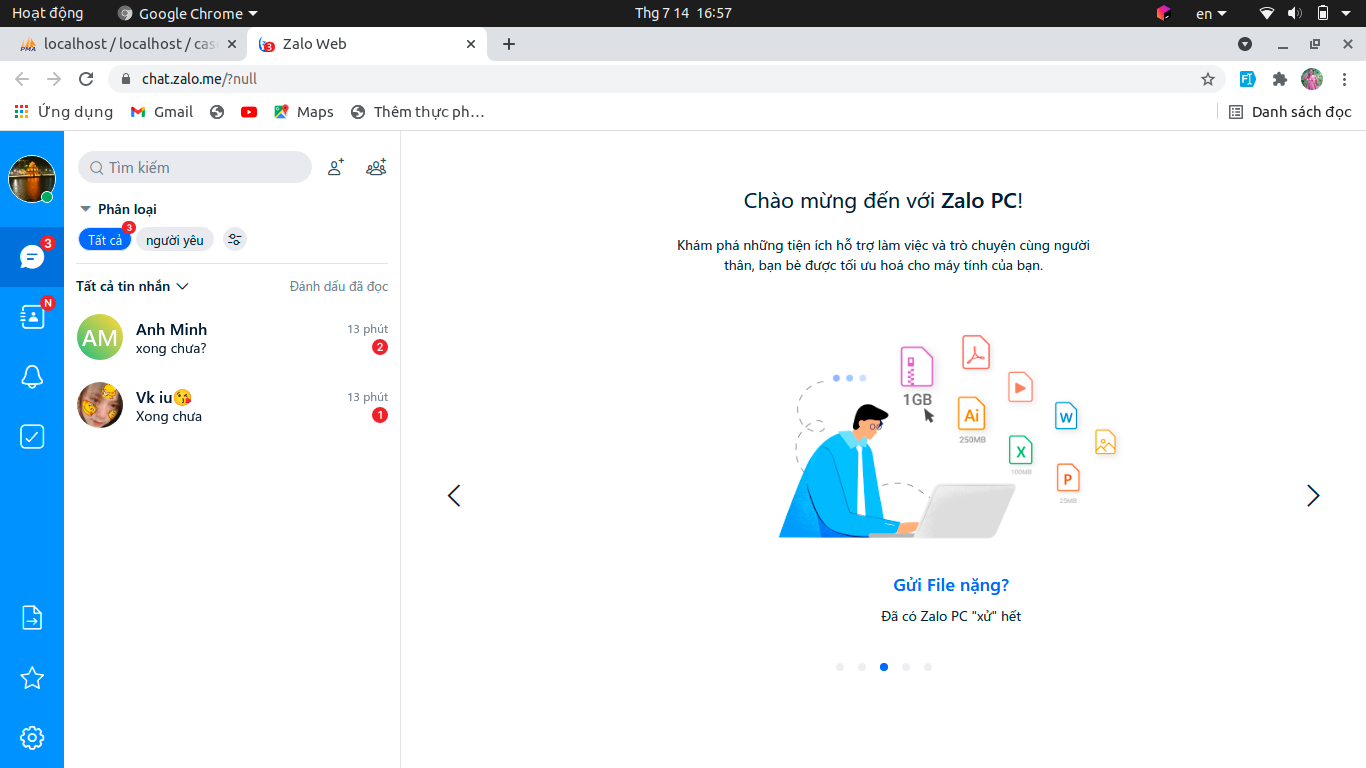 Hoạt động
Google Chrome
Thg 7 14 16:57
en
PMA
localhost / localhost / cas
3
Zalo Web
chat.zalo.me/?null
Ứng dụng
Gmail
Maps
Thêm thực ph…
Danh sách đọc
Tìm kiếm
Phân loại
Tất cả
3
người yêu
3
N
Tất cả tin nhắn
Đánh dấu đã đọc
AM
Anh Minh
13 phút
xong chưa?
2
Vk iu😘
13 phút
Xong chưa
1
Chào mừng đến với Zalo PC!
Khám phá những tiện ích hỗ trợ làm việc và trò chuyện cùng người
thân, bạn bè được tối ưu hoá cho máy tính của bạn.
1GB
Ai
250MB
W
X
100MB
P
25MB
Gửi File nặng?
Đã có Zalo PC "xử" hết